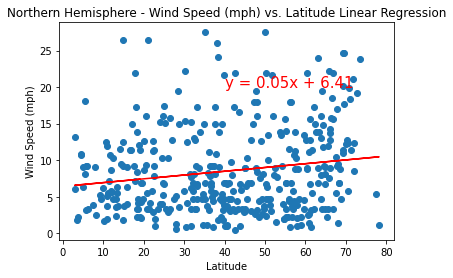 Northern Hemisphere - Wind Speed (mph) vs. Latitude Linear Regression
25
20
15
10
5
0
Wind Speed (mph)
y = 0.05x + 6.41
0 10 20 30 40 50 60 70 80
Latitude